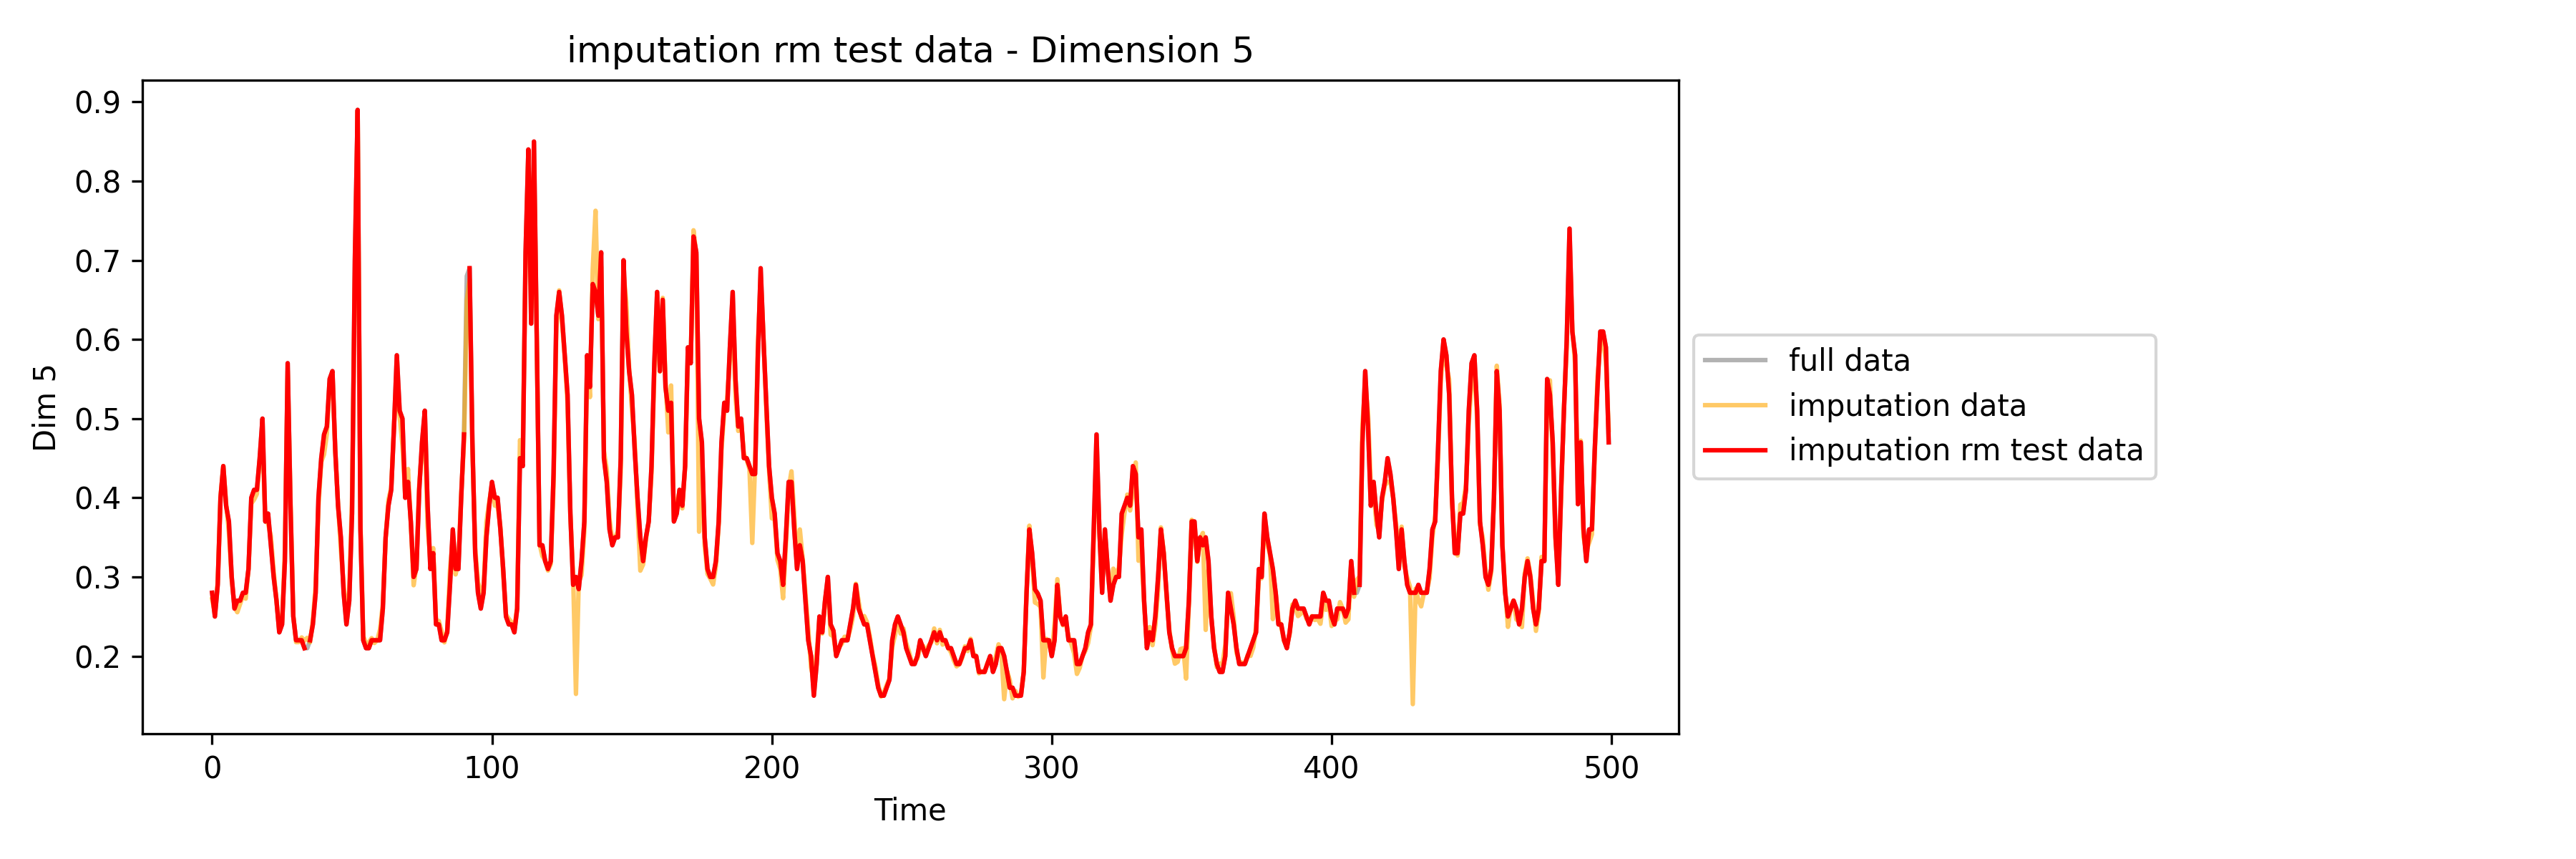 imputation rm test data - Dimension 5
0.9
0.8
0.7
0.6
0.5
0.4
0.3
0.2
Dim 5
0 100 200 300 400 500
Time
full data
imputation data
imputation rm test data